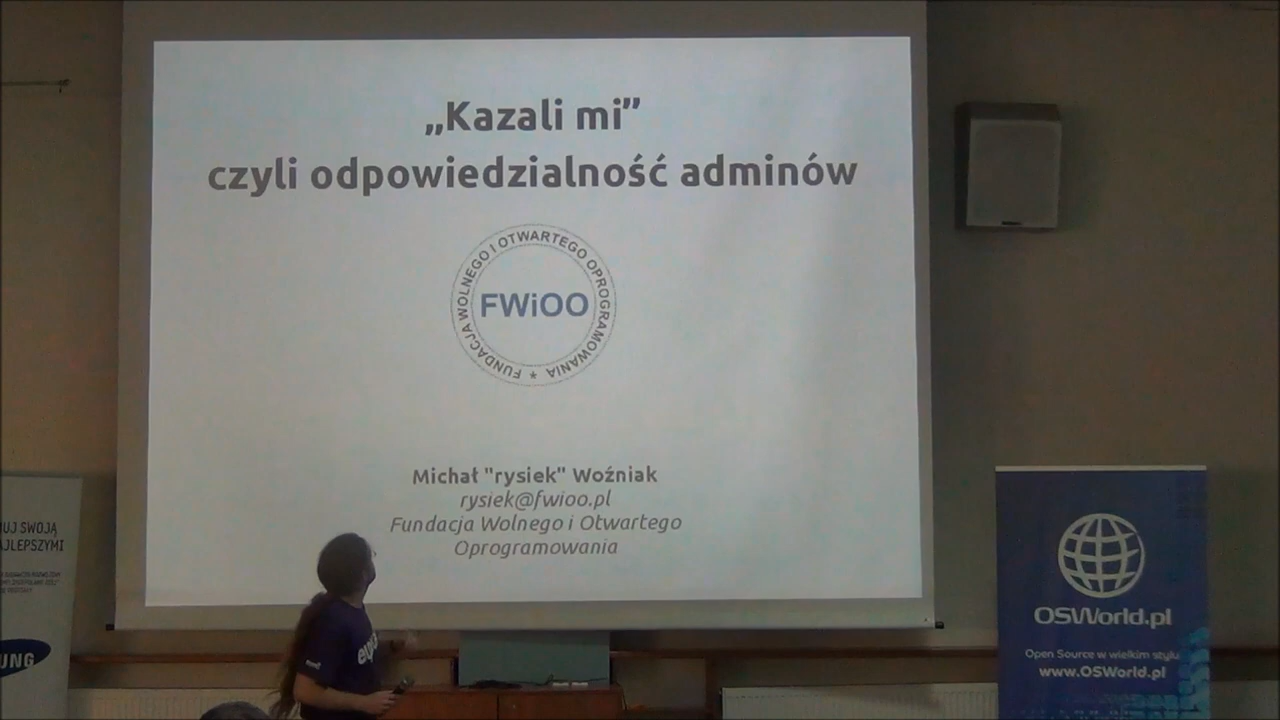 „Kazali mi”
czyli odpowiedzialność adminów
FUNDACJA WOLNEGO I OTWARTEGO OPROGRAMOWANIA *
FWiOO
Michał "rysiek" Woźniak
rysiek@fwioo.pl
Fundacja Wolnego i Otwartego
Oprogramowania
UJ SWOJĄ
AJLEPSZYMI
UNG
OSWorld.pl
Open Source w wielkim stylu
www.OSWorld.pl